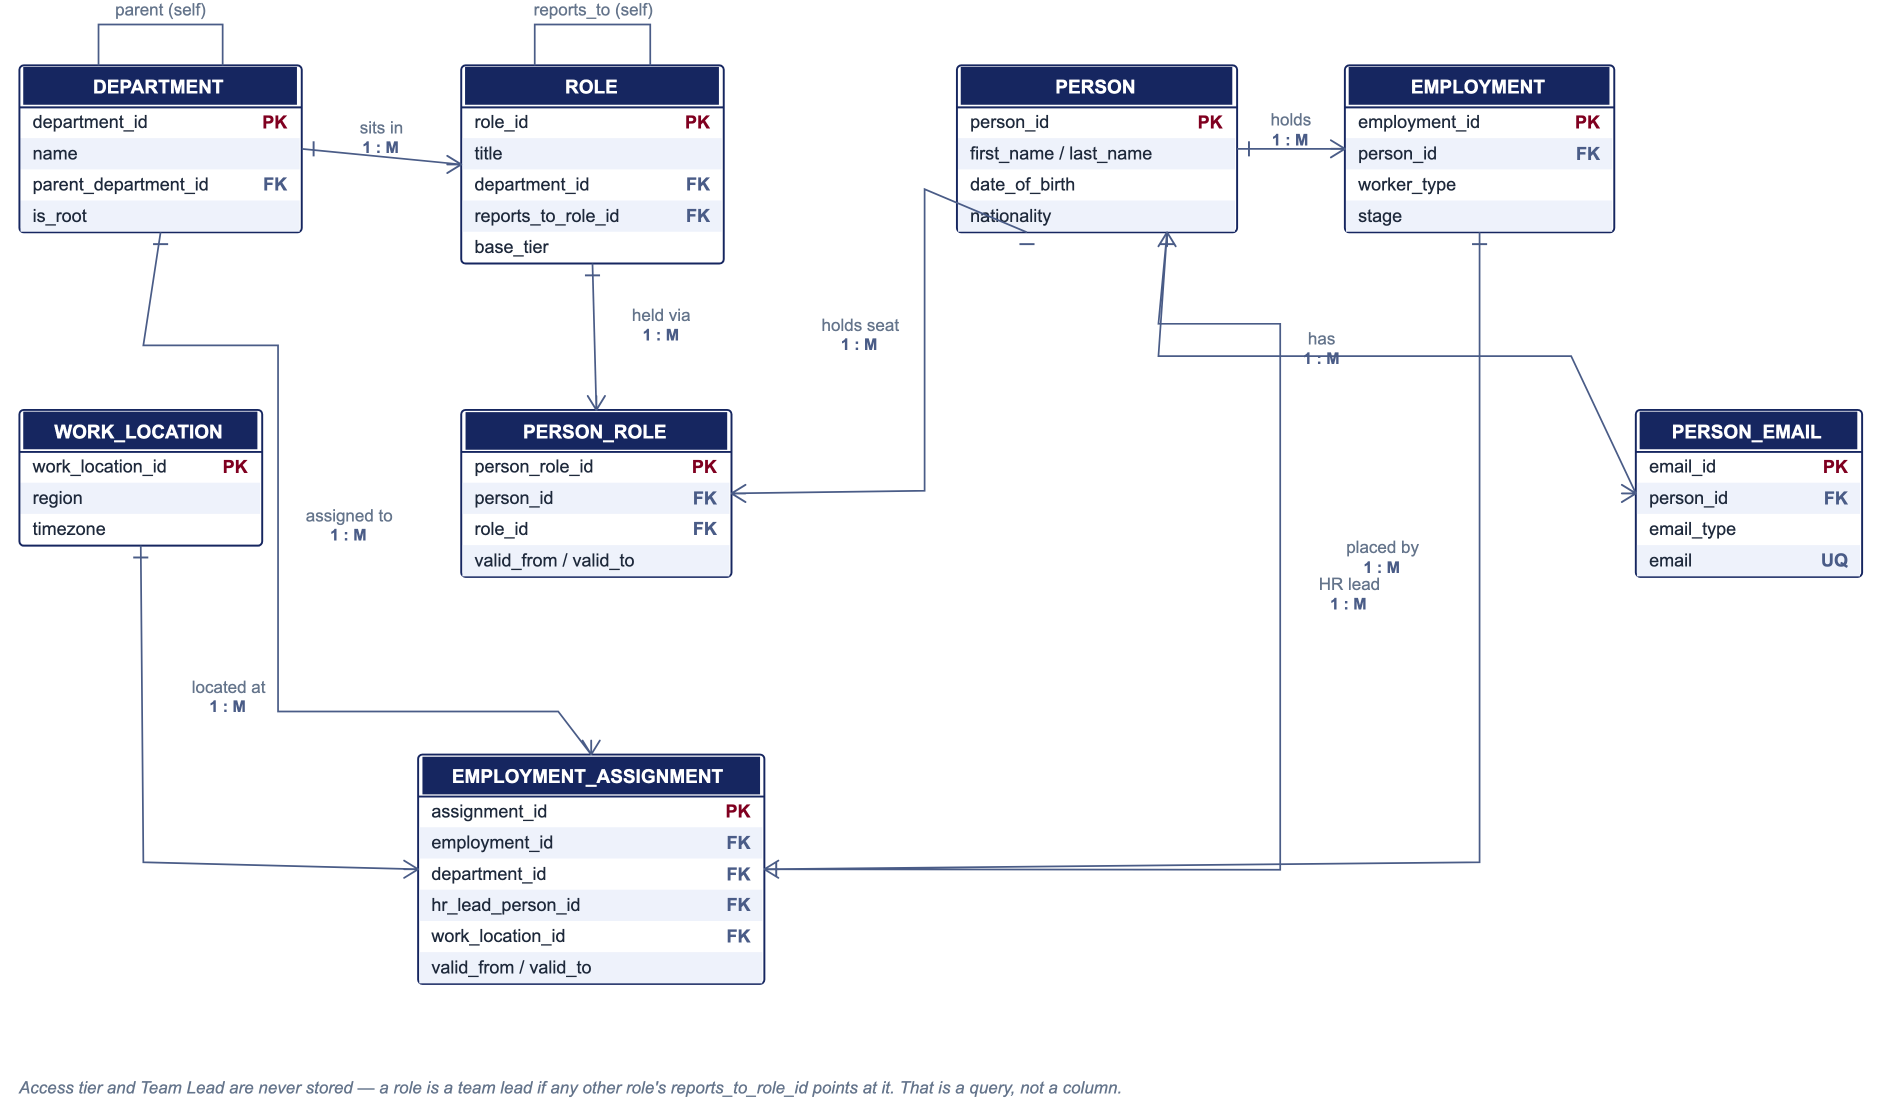 parent (self)
reports_to (self)
DEPARTMENT
department_id PK
name
parent_department_id FK
is_root
sits in
1 : M
ROLE
role_id PK
title
department_id FK
reports_to_role_id FK
base_tier
PERSON
person_id PK
first_name / last_name
date_of_birth
nationality
holds
1 : M
EMPLOYMENT
employment_id PK
person_id FK
worker_type
stage
held via
1 : M
holds seat
1 : M
has
1 : M
WORK_LOCATION
work_location_id PK
region
timezone
assigned to
1 : M
PERSON_ROLE
person_role_id PK
person_id FK
role_id FK
valid_from / valid_to
placed by
1 : M
HR lead
1 : M
PERSON_EMAIL
email_id PK
person_id FK
email_type
email UQ
located at
1 : M
EMPLOYMENT_ASSIGNMENT
assignment_id PK
employment_id FK
department_id FK
hr_lead_person_id FK
work_location_id FK
valid_from / valid_to
Access tier and Team Lead are never stored — a role is a team lead if any other role's reports_to_role_id points at it. That is a query, not a column.